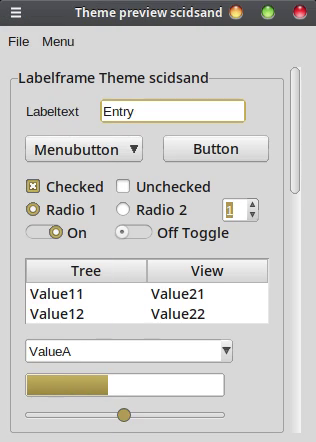 Theme preview scidsand
File Menu
Labelframe Theme scidsand
Labeltext Entry
Menubutton Button
Checked Unchecked
Radio 1 Radio 2 1
On Off Toggle
Tree View
Value11 Value21
Value12 Value22
ValueA